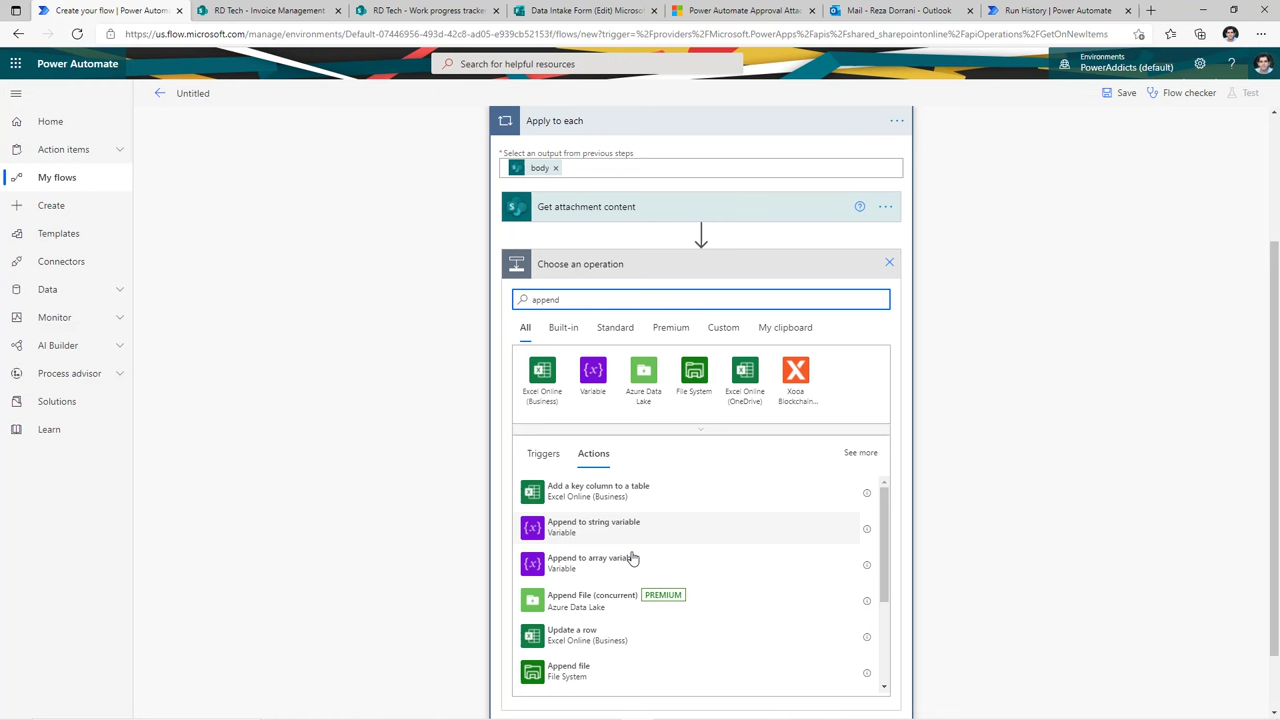 Create your flow | Power Automa
RD Tech - Invoice Management
RD Tech - Work progress tracker
Data Intake Form (Edit) Microsoft
Power Automate Approval Attac
Mail - Reza Dorrani - Outlook
Run History | Power Automate
https://us.flow.microsoft.com/manage/environments/Default-07446956-493d-42c8-ad05-e939cb52153f/flows/new?trigger=%2Fproviders%2FMicrosoft.PowerApps%2Fapis%2Fshared_sharepointonline%2FapiOperations%2FGetOnNewItems
Power Automate
Search for helpful resources
Environments
PowerAddicts (default)
Untitled
Save
Flow checker
Test
Home
Action items
My flows
Create
Templates
Connectors
Data
Monitor
AI Builder
Process advisor
Solutions
Learn
Apply to each
* Select an output from previous steps
body
Get attachment content
Choose an operation
append
All
Built-in
Standard
Premium
Custom
My clipboard
Excel Online (Business)
Variable
Azure Data Lake
File System
Excel Online (OneDrive)
Xooa Blockchain...
Triggers
Actions
See more
Add a key column to a table
Excel Online (Business)
Append to string variable
Variable
Append to array variable
Variable
Append File (concurrent) PREMIUM
Azure Data Lake
Update a row
Excel Online (Business)
Append file
File System